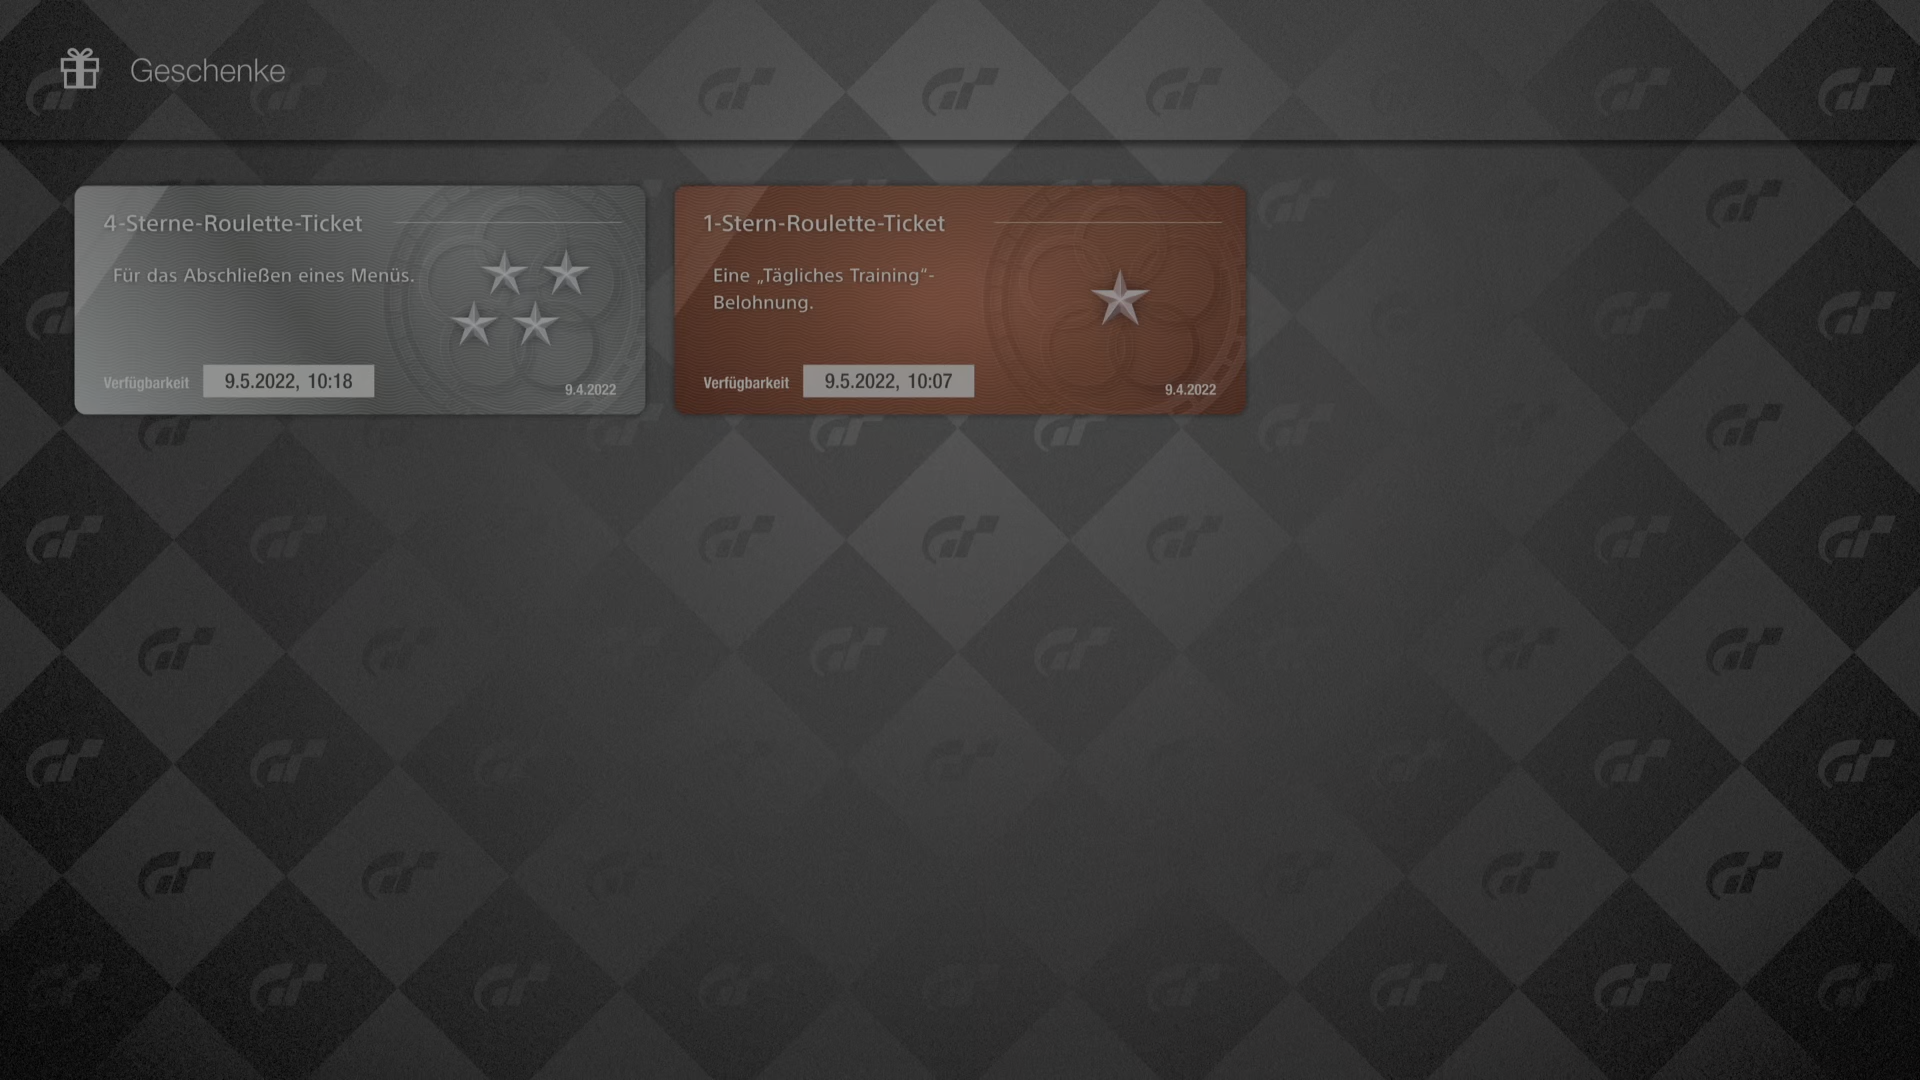 Geschenke
4-Sterne-Roulette-Ticket
Für das Abschließen eines Menüs.
Verfügbarkeit 9.5.2022, 10:18
9.4.2022
1-Stern-Roulette-Ticket
Eine „Tägliches Training“-
Belohnung.
Verfügbarkeit 9.5.2022, 10:07
9.4.2022